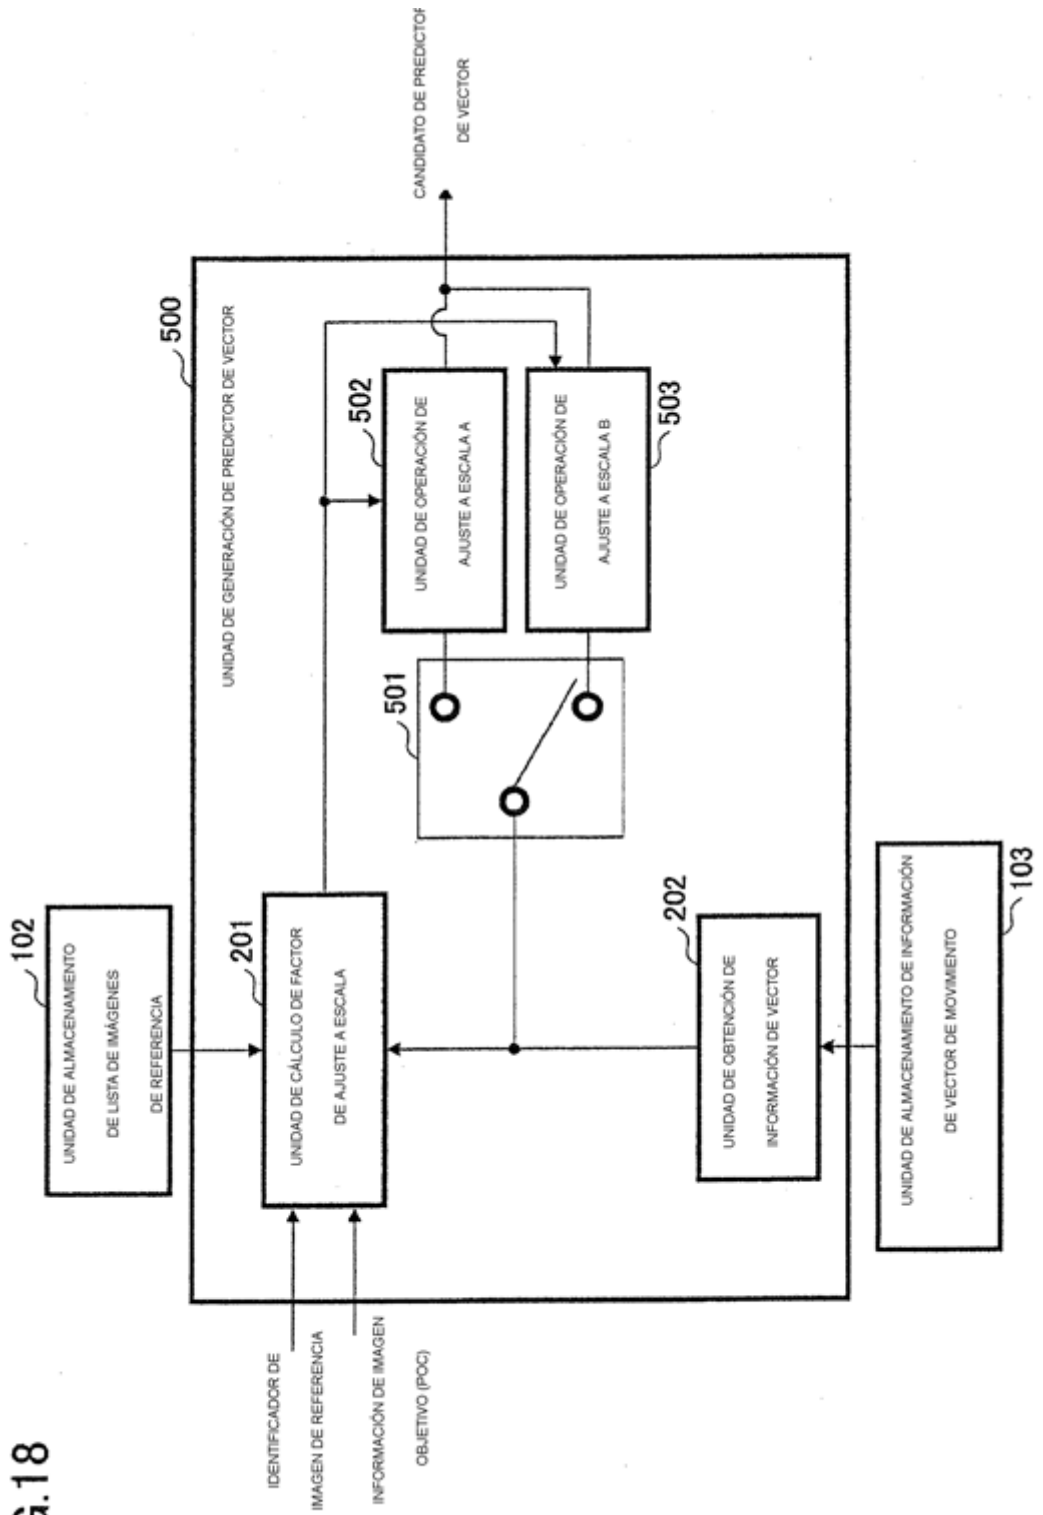 G.18
500
UNIDAD DE GENERACIÓN DE PREDICTOR DE VECTOR
102
UNIDAD DE ALMACENAMIENTO
DE LISTA DE IMÁGENES
DE REFERENCIA
201
UNIDAD DE CÁLCULO DE FACTOR
DE AJUSTE A ESCALA
IDENTIFICADOR DE
IMAGEN DE REFERENCIA
INFORMACIÓN DE IMAGEN
OBJETIVO (POC)
501
502
UNIDAD DE OPERACIÓN DE
AJUSTE A ESCALA A
UNIDAD DE OPERACIÓN DE
AJUSTE A ESCALA B
503
CANDIDATO DE PREDICTOR
DE VECTOR
202
UNIDAD DE OBTENCIÓN DE
INFORMACIÓN DE VECTOR
UNIDAD DE ALMACENAMIENTO DE INFORMACIÓN
DE VECTOR DE MOVIMIENTO
103